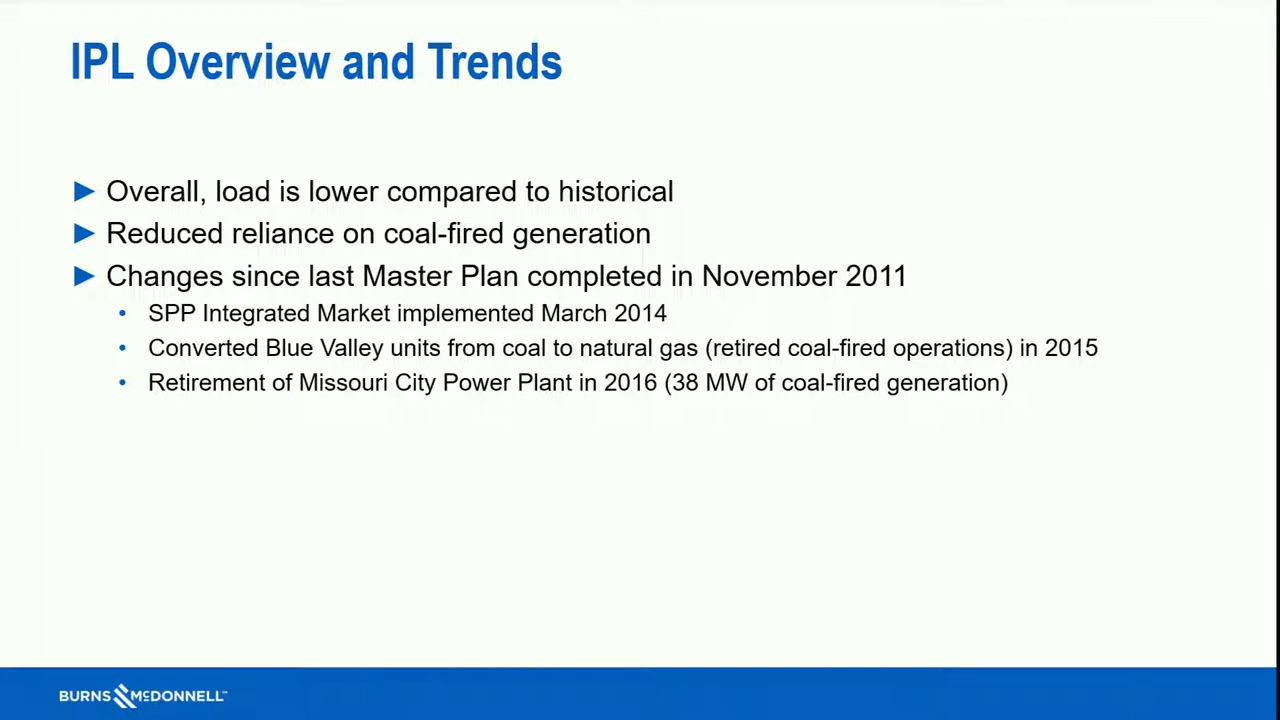 IPL Overview and Trends
► Overall, load is lower compared to historical
► Reduced reliance on coal-fired generation
► Changes since last Master Plan completed in November 2011
• SPP Integrated Market implemented March 2014
• Converted Blue Valley units from coal to natural gas (retired coal-fired operations) in 2015
• Retirement of Missouri City Power Plant in 2016 (38 MW of coal-fired generation)
BURNS McDONNELL™